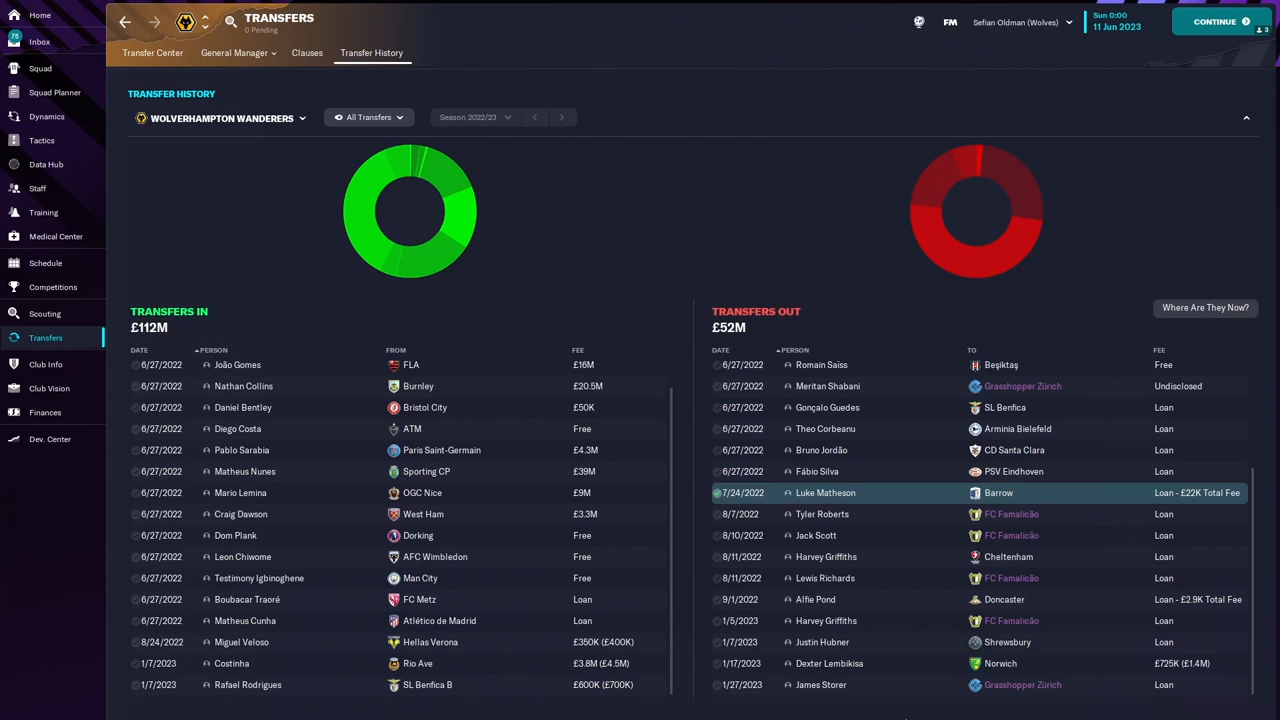 Home
75
Inbox
Squad
Squad Planner
Dynamics
Tactics
Data Hub
Staff
Training
Medical Center
Schedule
Competitions
Scouting
Transfers
Club Info
Club Vision
Finances
Dev. Center
TRANSFERS
0 Pending
FM
Sefian Oldman (Wolves)
Sun 0:00
11 Jun 2023
CONTINUE
3
Transfer Center
General Manager
Clauses
Transfer History
TRANSFER HISTORY
WOLVERHAMPTON WANDERERS
All Transfers
Season 2022/23
TRANSFERS IN
£112M
DATE PERSON FROM FEE
6/27/2022 João Gomes FLA £16M
6/27/2022 Nathan Collins Burnley £20.5M
6/27/2022 Daniel Bentley Bristol City £50K
6/27/2022 Diego Costa ATM Free
6/27/2022 Pablo Sarabia Paris Saint-Germain £4.3M
6/27/2022 Matheus Nunes Sporting CP £39M
6/27/2022 Mario Lemina OGC Nice £9M
6/27/2022 Craig Dawson West Ham £3.3M
6/27/2022 Dom Plank Dorking Free
6/27/2022 Leon Chiwome AFC Wimbledon Free
6/27/2022 Testimony Igbinoghene Man City Free
6/27/2022 Boubacar Traoré FC Metz Loan
6/27/2022 Matheus Cunha Atlético de Madrid Loan
8/24/2022 Miguel Veloso Hellas Verona £350K (£400K)
1/7/2023 Costinha Rio Ave £3.8M (£4.5M)
1/7/2023 Rafael Rodrigues SL Benfica B £600K (£700K)
TRANSFERS OUT
£52M
Where Are They Now?
DATE PERSON TO FEE
6/27/2022 Romain Saïss Beşiktaş Free
6/27/2022 Meritan Shabani Grasshopper Zürich Undisclosed
6/27/2022 Gonçalo Guedes SL Benfica Loan
6/27/2022 Theo Corbeanu Arminia Bielefeld Loan
6/27/2022 Bruno Jordão CD Santa Clara Loan
6/27/2022 Fábio Silva PSV Eindhoven Loan
7/24/2022 Luke Matheson Barrow Loan - £22K Total Fee
8/7/2022 Tyler Roberts FC Famalicão Loan
8/10/2022 Jack Scott FC Famalicão Loan
8/11/2022 Harvey Griffiths Cheltenham Loan
8/11/2022 Lewis Richards FC Famalicão Loan
9/1/2022 Alfie Pond Doncaster Loan - £2.9K Total Fee
1/5/2023 Harvey Griffiths FC Famalicão Loan
1/7/2023 Justin Hubner Shrewsbury Loan
1/17/2023 Dexter Lembikisa Norwich £725K (£1.4M)
1/27/2023 James Storer Grasshopper Zürich Loan